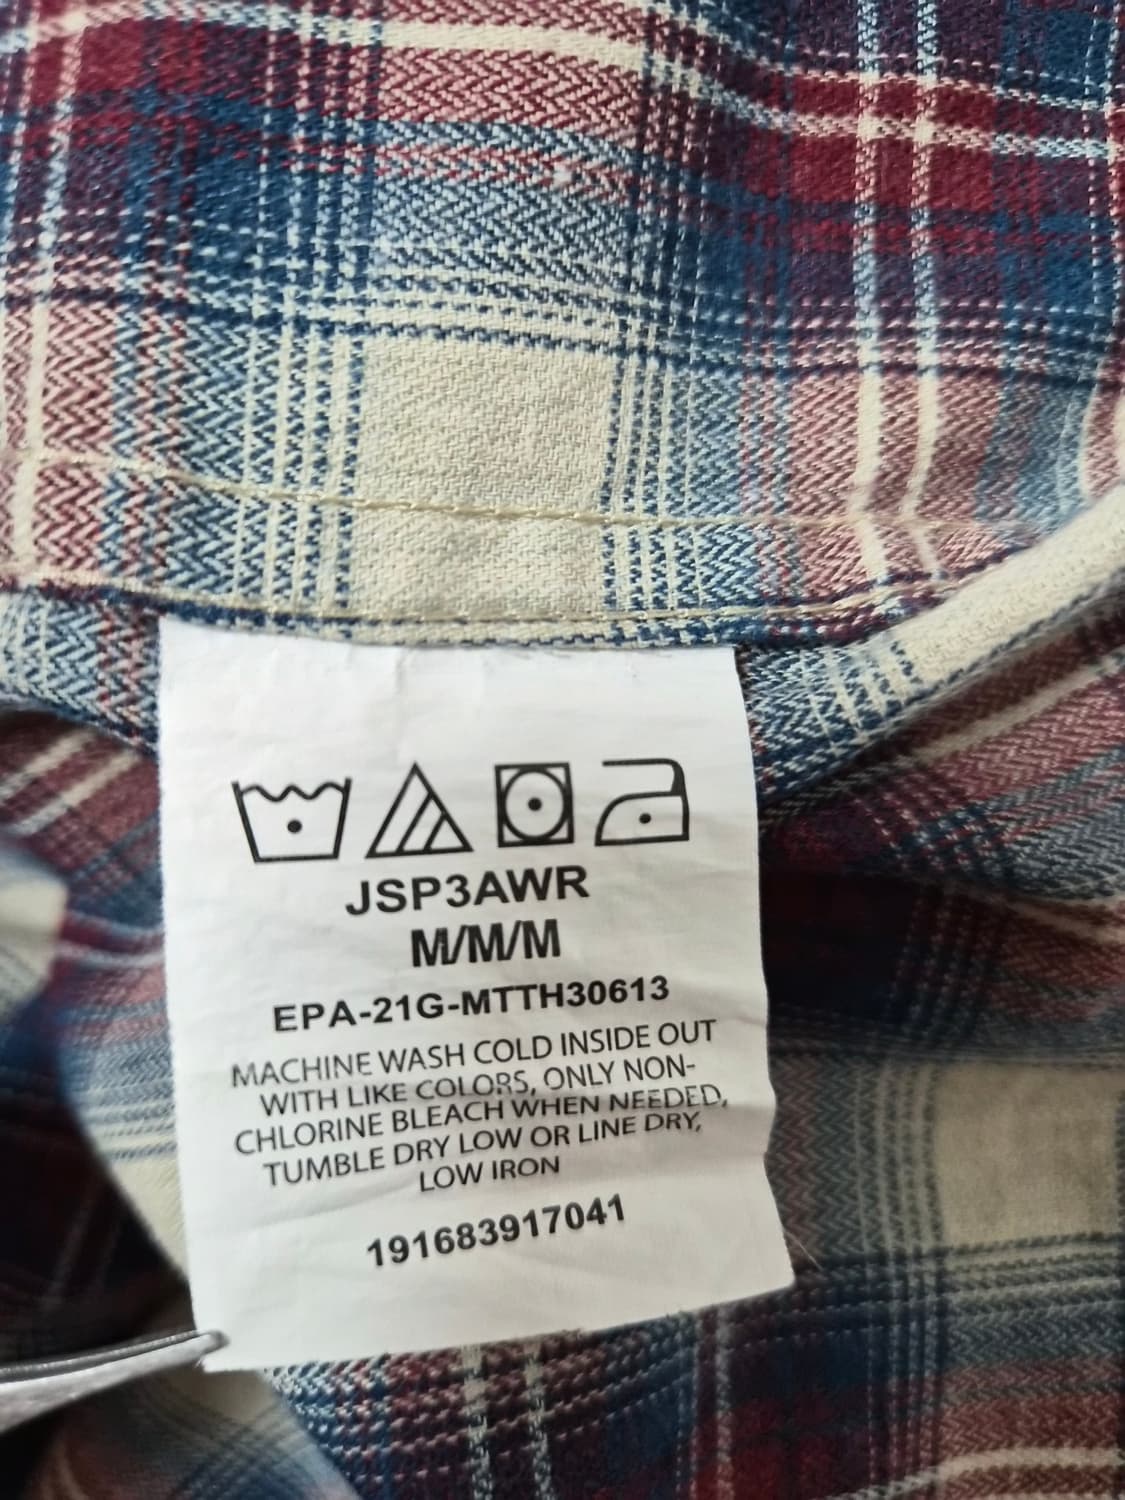 JSP3AWR
M/M/M
EPA-21G-MTTH30613
MACHINE WASH COLD INSIDE OUT
WITH LIKE COLORS, ONLY NON-
CHLORINE BLEACH WHEN NEEDED,
TUMBLE DRY LOW OR LINE DRY,
LOW IRON
191683917041